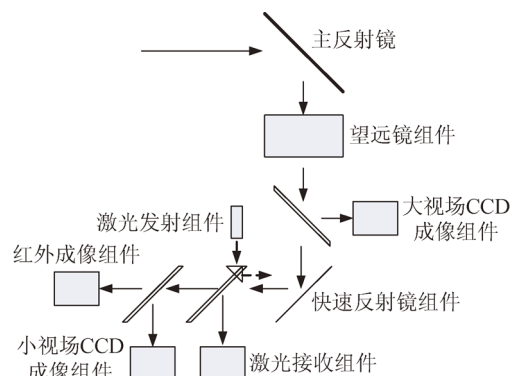 主反射镜
望远镜组件
大视场CCD
成像组件
激光发射组件
红外成像组件
快速反射镜组件
小视场CCD
成像组件
激光接收组件